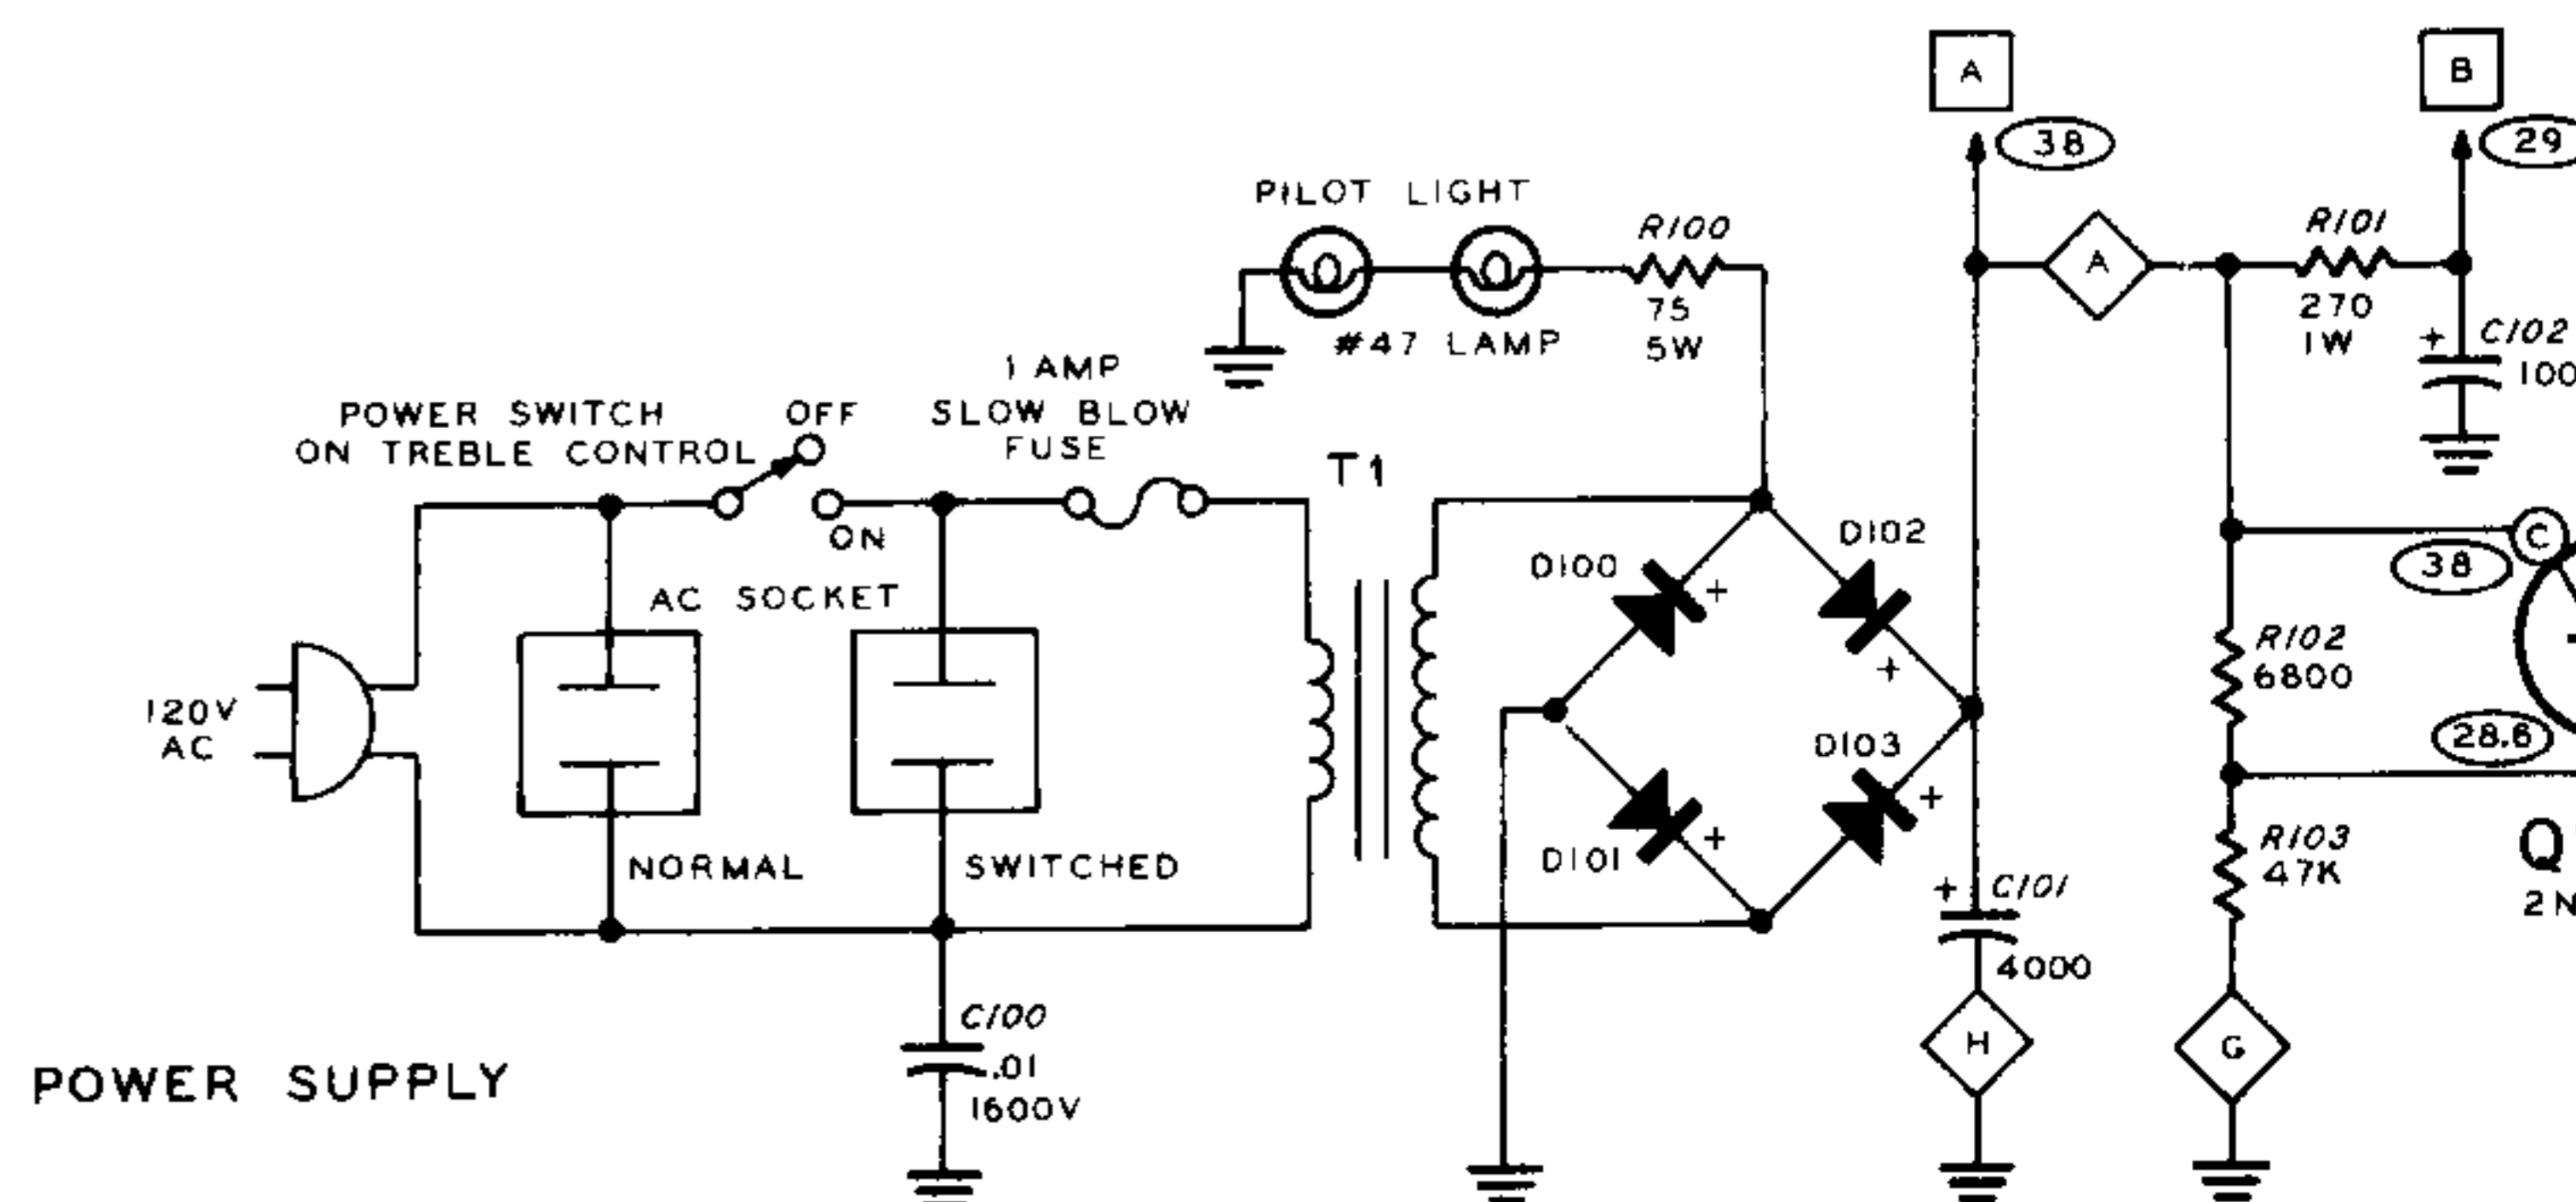 A
B
38
29
PILOT LIGHT
R100
75
5W
#47 LAMP
A
R101
270
1W
+ C102
100
1 AMP
SLOW BLOW
FUSE
POWER SWITCH
ON TREBLE CONTROL
OFF
ON
T1
D100
+
D102
+
C
38
AC SOCKET
R102
6800
120V
AC
28.6
D103
+
D101
+
NORMAL
SWITCHED
+ C101
4000
R103
47K
Q
2N
C100
.01
1600V
H
G
POWER SUPPLY